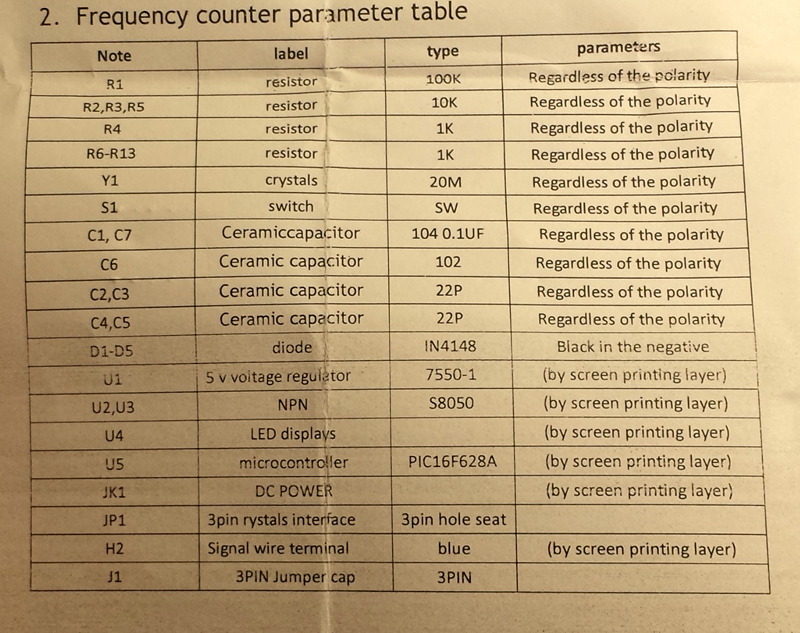 2. Frequency counter parameter table
Note label type parameters
R1 resistor 100K Regardless of the polarity
R2,R3,R5 resistor 10K Regardless of the polarity
R4 resistor 1K Regardless of the polarity
R6-R13 resistor 1K Regardless of the polarity
Y1 crystals 20M Regardless of the polarity
S1 switch SW Regardless of the polarity
C1, C7 Ceramiccapacitor 104 0.1UF Regardless of the polarity
C6 Ceramic capacitor 102 Regardless of the polarity
C2,C3 Ceramic capacitor 22P Regardless of the polarity
C4,C5 Ceramic capacitor 22P Regardless of the polarity
D1-D5 diode IN4148 Black in the negative
U1 5 v voltage regulator 7550-1 (by screen printing layer)
U2,U3 NPN S8050 (by screen printing layer)
U4 LED displays (by screen printing layer)
U5 microcontroller PIC16F628A (by screen printing layer)
JK1 DC POWER (by screen printing layer)
JP1 3pin crystals interface 3pin hole seat
H2 Signal wire terminal blue (by screen printing layer)
J1 3PIN Jumper cap 3PIN